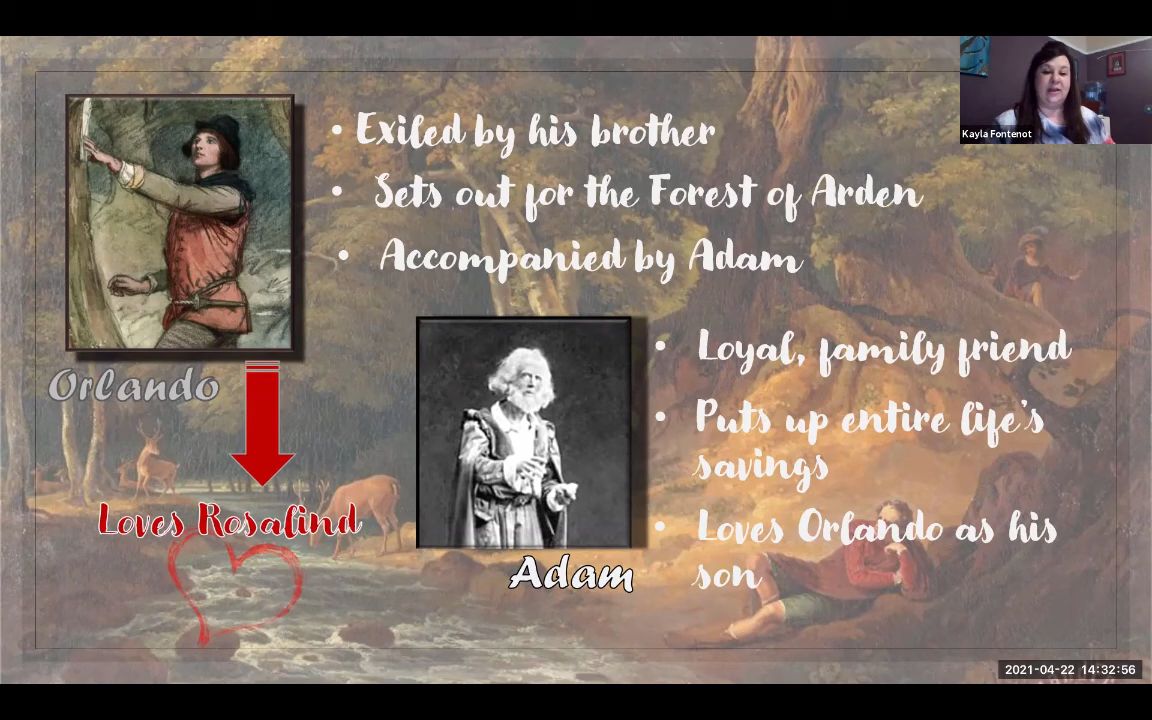 Kayla Fontenot
• Exiled by his brother
• Sets out for the Forest of Arden
• Accompanied by Adam
Orlando
Loves Rosalind
• Loyal, family friend
• Puts up entire life's
savings
• Loves Orlando as his
son
Adam
2021-04-22 14:32:56